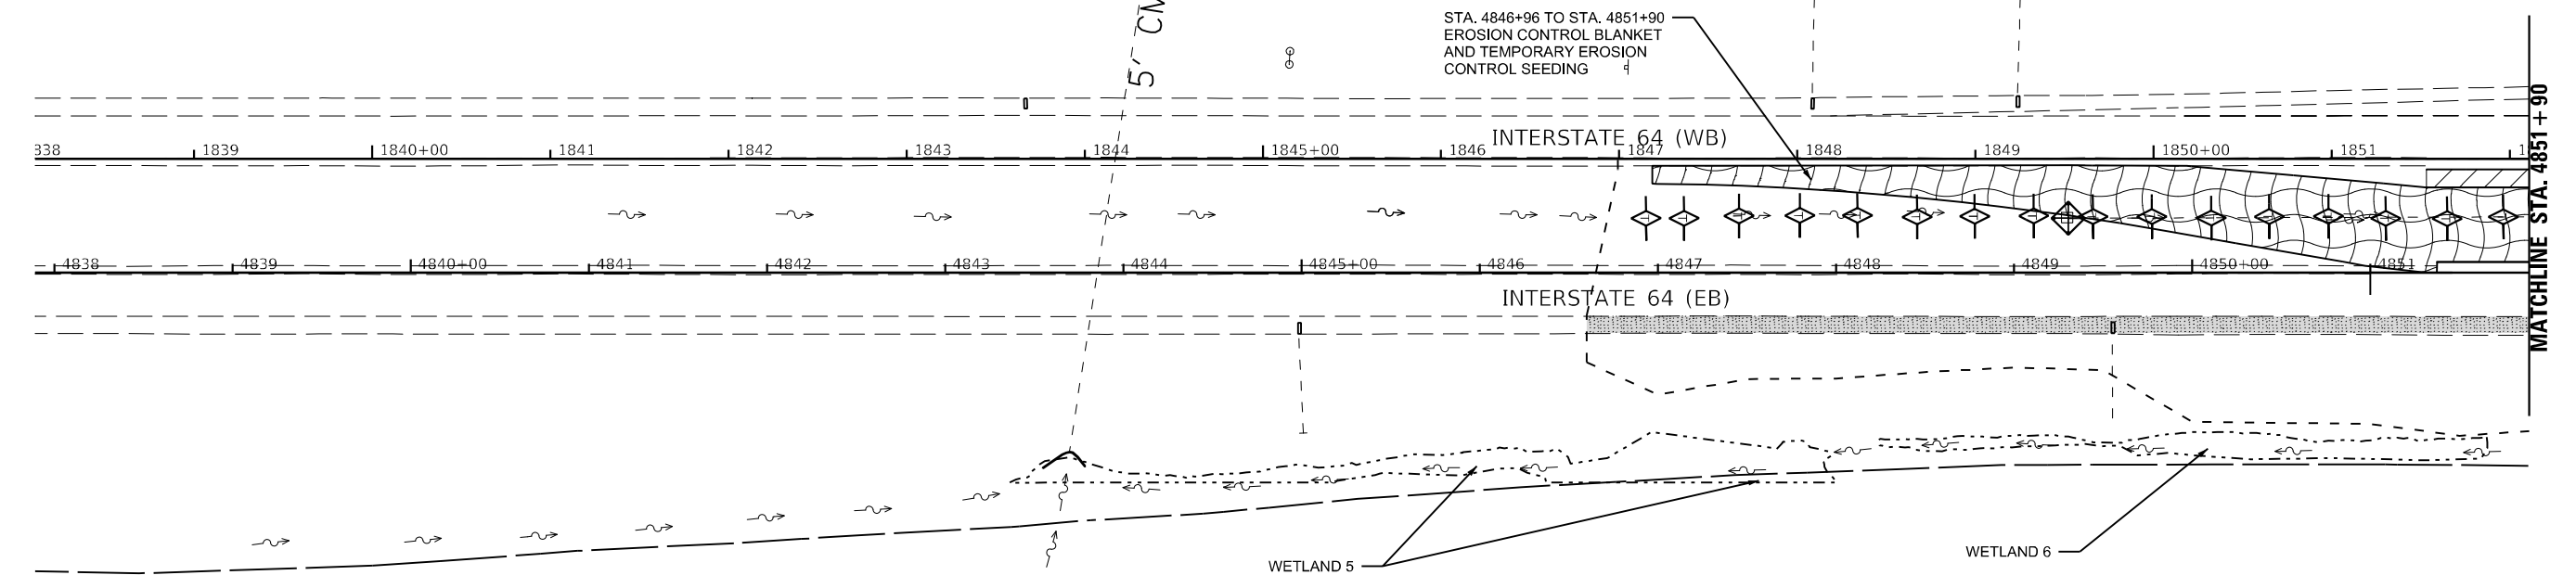 STA. 4846+96 TO STA. 4851+90
EROSION CONTROL BLANKET
AND TEMPORARY EROSION
CONTROL SEEDING
5' CM
MATCHLINE STA. 4851+90
INTERSTATE 64 (WB)
838 1839 1840+00 1841 1842 1843 1844 1845+00 1846 1847 1848 1849 1850+00 1851 1
4838 4839 4840+00 4841 4842 4843 4844 4845+00 4846 4847 4848 4849 4850+00 4851
INTERSTATE 64 (EB)
WETLAND 5
WETLAND 6